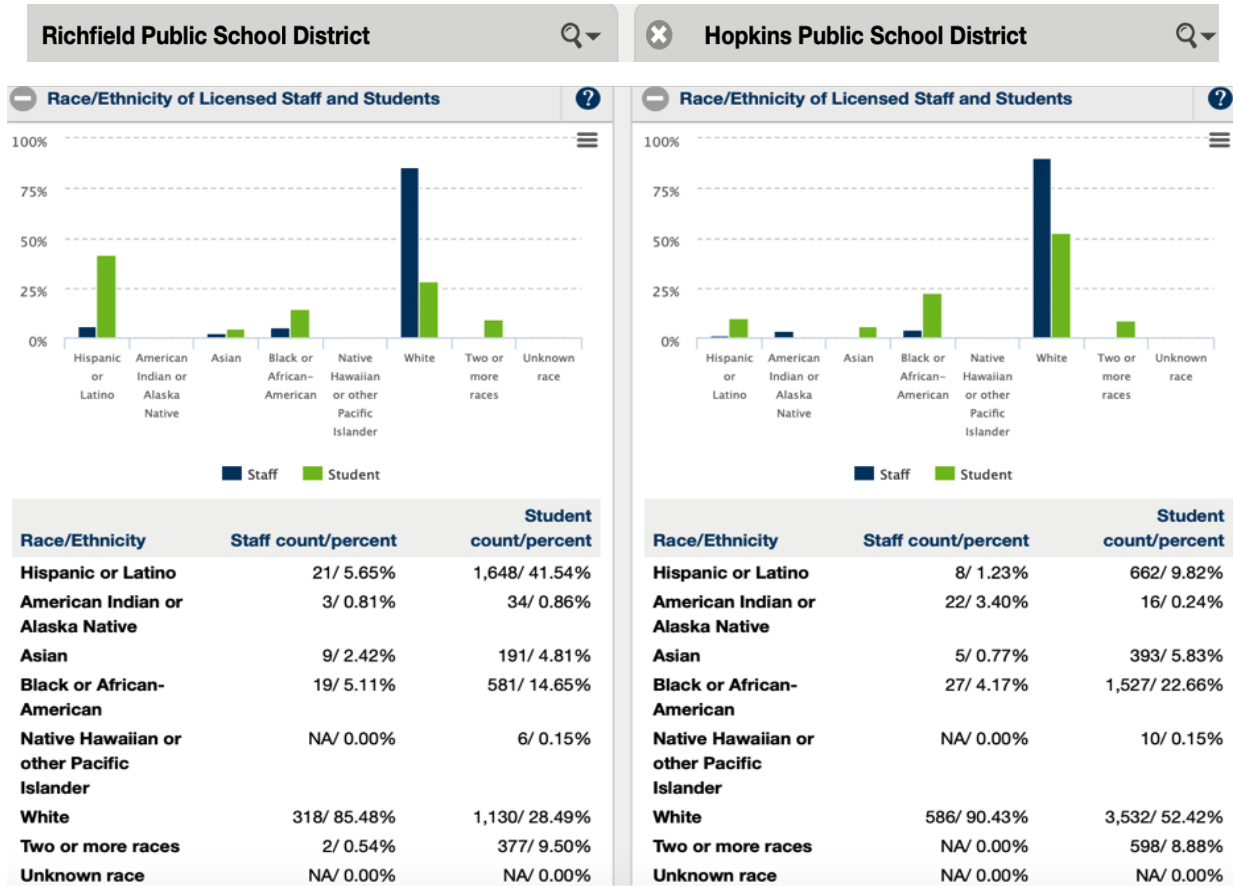 Richfield Public School District
Hopkins Public School District
Race/Ethnicity of Licensed Staff and Students
?
100%
75%
50%
25%
0%
Hispanic or Latino
American Indian or Alaska Native
Asian
Black or African-American
Native Hawaiian or other Pacific Islander
White
Two or more races
Unknown race
Staff
Student
Race/Ethnicity Staff count/percent Student count/percent
Hispanic or Latino 21/ 5.65% 1,648/ 41.54%
American Indian or Alaska Native 3/ 0.81% 34/ 0.86%
Asian 9/ 2.42% 191/ 4.81%
Black or African-American 19/ 5.11% 581/ 14.65%
Native Hawaiian or other Pacific Islander NA/ 0.00% 6/ 0.15%
White 318/ 85.48% 1,130/ 28.49%
Two or more races 2/ 0.54% 377/ 9.50%
Unknown race NA/ 0.00% NA/ 0.00%
Race/Ethnicity of Licensed Staff and Students
?
100%
75%
50%
25%
0%
Hispanic or Latino
American Indian or Alaska Native
Asian
Black or African-American
Native Hawaiian or other Pacific Islander
White
Two or more races
Unknown race
Staff
Student
Race/Ethnicity Staff count/percent Student count/percent
Hispanic or Latino 8/ 1.23% 662/ 9.82%
American Indian or Alaska Native 22/ 3.40% 16/ 0.24%
Asian 5/ 0.77% 393/ 5.83%
Black or African-American 27/ 4.17% 1,527/ 22.66%
Native Hawaiian or other Pacific Islander NA/ 0.00% 10/ 0.15%
White 586/ 90.43% 3,532/ 52.42%
Two or more races NA/ 0.00% 598/ 8.88%
Unknown race NA/ 0.00% NA/ 0.00%